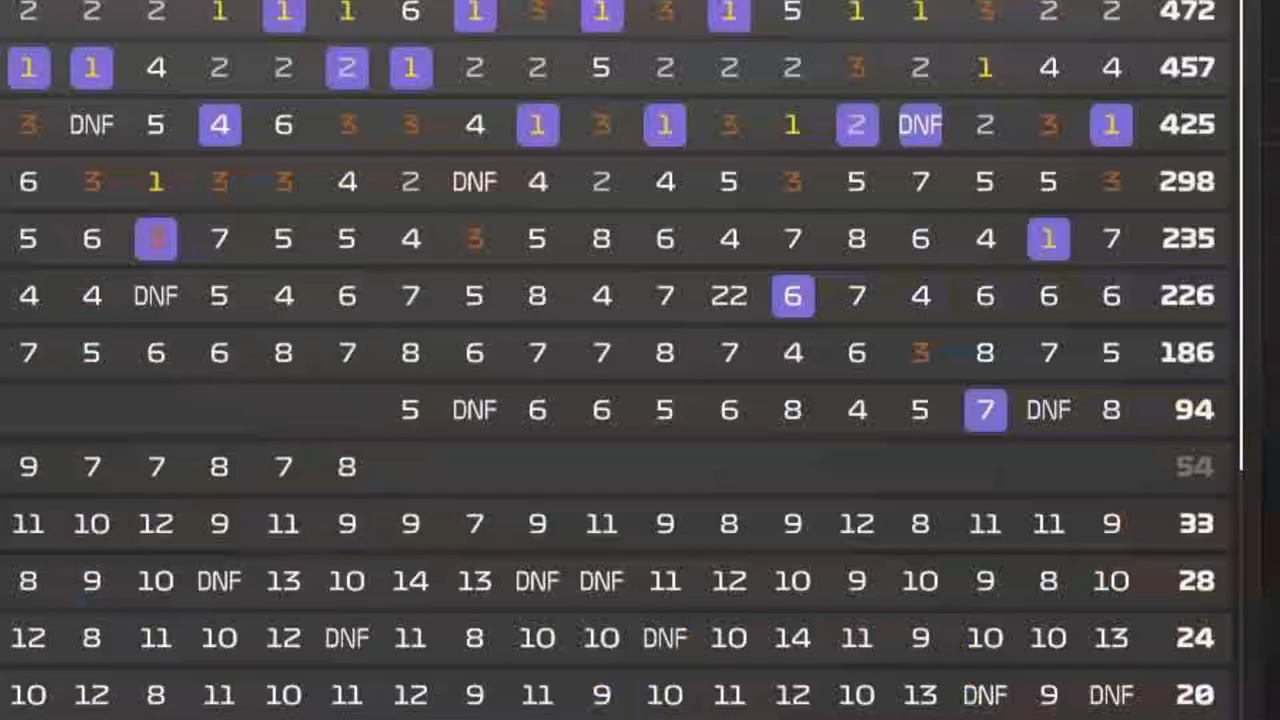 2 2 2 1 1 1 6 1 3 1 3 1 5 1 1 3 2 2 472
1 1 4 2 2 2 1 2 2 5 2 2 2 3 2 1 4 4 457
3 DNF 5 4 6 3 3 4 1 3 1 3 1 2 DNF 2 3 1 425
6 3 1 3 3 4 2 DNF 4 2 4 5 3 5 7 5 5 3 298
5 6 3 7 5 5 4 3 5 8 6 4 7 8 6 4 1 7 235
4 4 DNF 5 4 6 7 5 8 4 7 22 6 7 4 6 6 6 226
7 5 6 6 8 7 8 6 7 7 8 7 4 6 3 8 7 5 186
5 DNF 6 6 5 6 8 4 5 7 DNF 8 94
9 7 7 8 7 8 54
11 10 12 9 11 9 9 7 9 11 9 8 9 12 8 11 11 9 33
8 9 10 DNF 13 10 14 13 DNF DNF 11 12 10 9 10 9 8 10 28
12 8 11 10 12 DNF 11 8 10 10 DNF 10 14 11 9 10 10 13 24
10 12 8 11 10 11 12 9 11 9 10 11 12 10 13 DNF 9 DNF 20